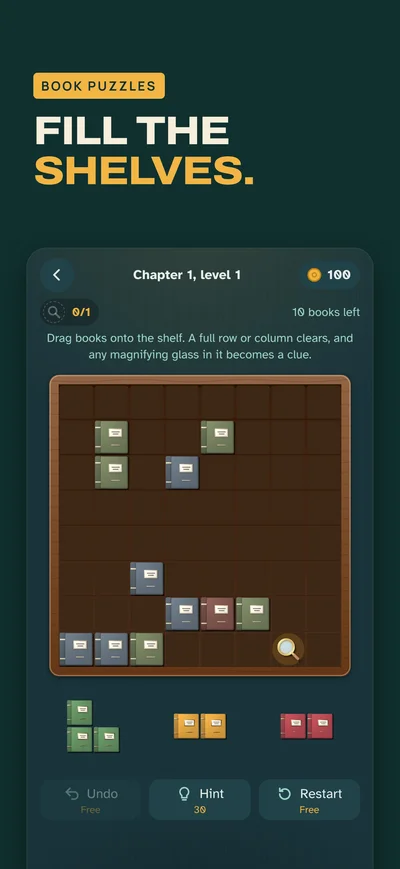 BOOK PUZZLES
FILL THE
SHELVES.
Chapter 1, level 1
100
0/1
10 books left
Drag books onto the shelf. A full row or column clears, and
any magnifying glass in it becomes a clue.
Undo
Free
Hint
30
Restart
Free